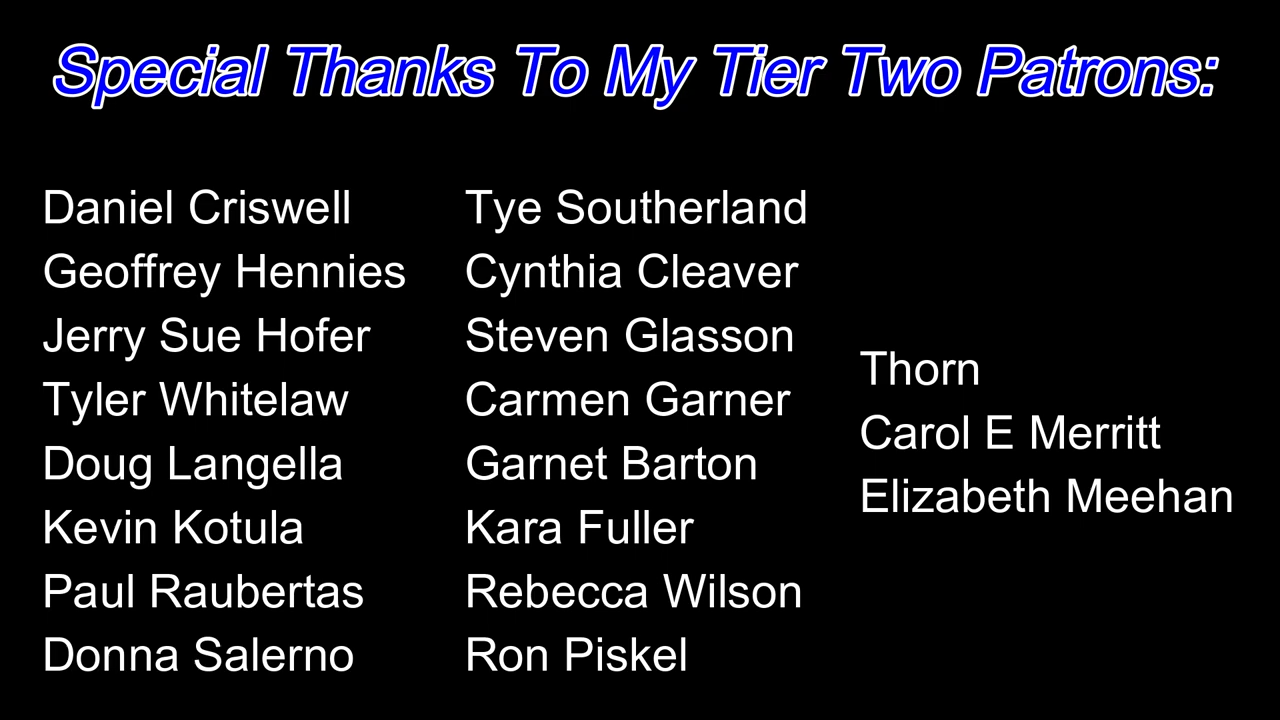 Special Thanks To My Tier Two Patrons:
Daniel Criswell
Geoffrey Hennies
Jerry Sue Hofer
Tyler Whitelaw
Doug Langella
Kevin Kotula
Paul Raubertas
Donna Salerno
Tye Southerland
Cynthia Cleaver
Steven Glasson
Carmen Garner
Garnet Barton
Kara Fuller
Rebecca Wilson
Ron Piskel
Thorn
Carol E Merritt
Elizabeth Meehan